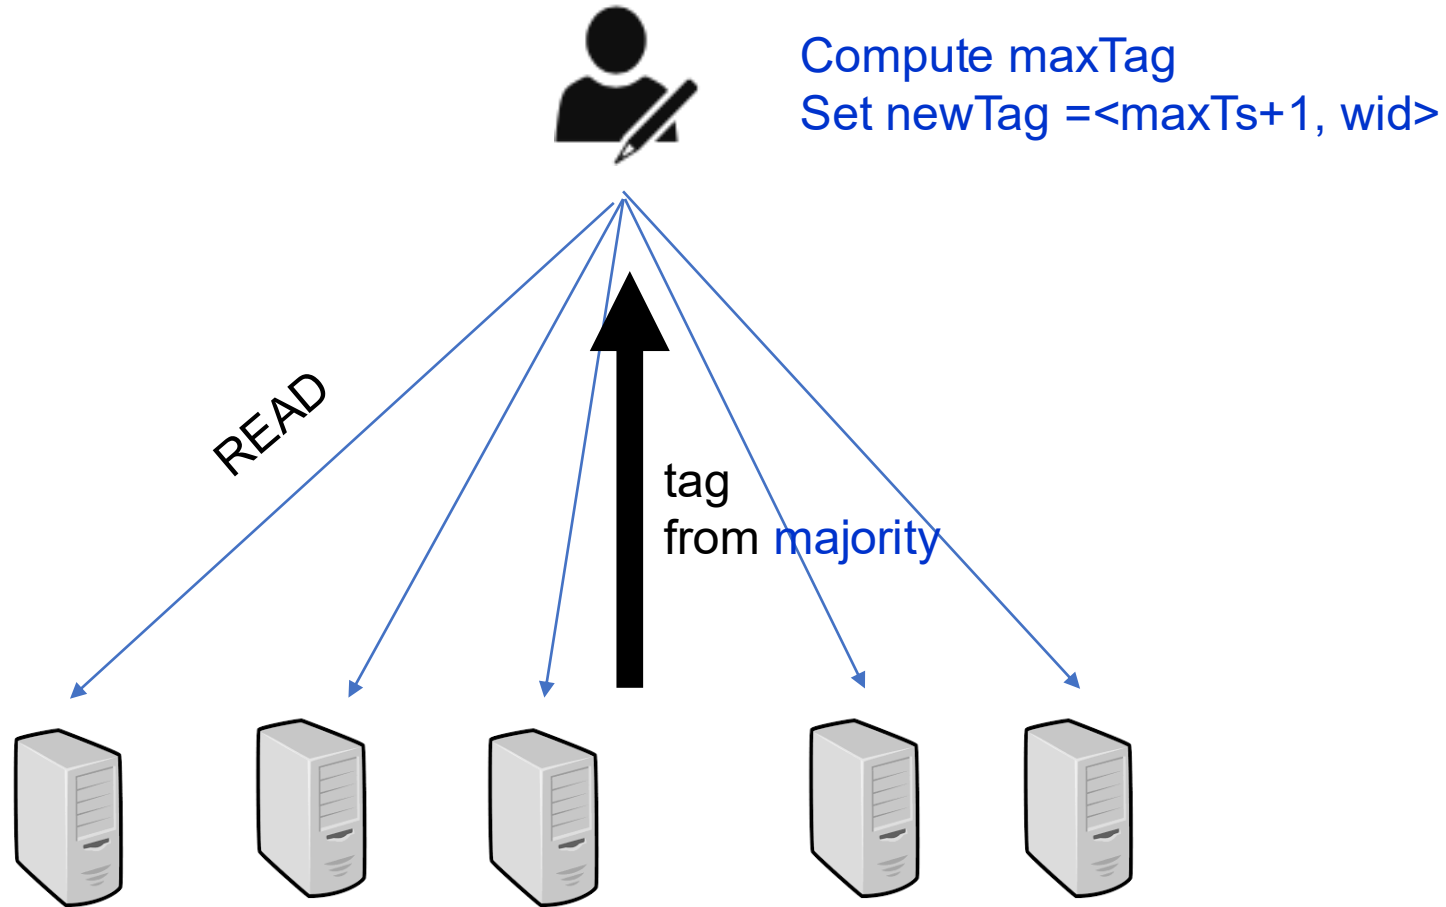 Compute maxTag
Set newTag =<maxTs+1, wid>
READ
tag
from majority